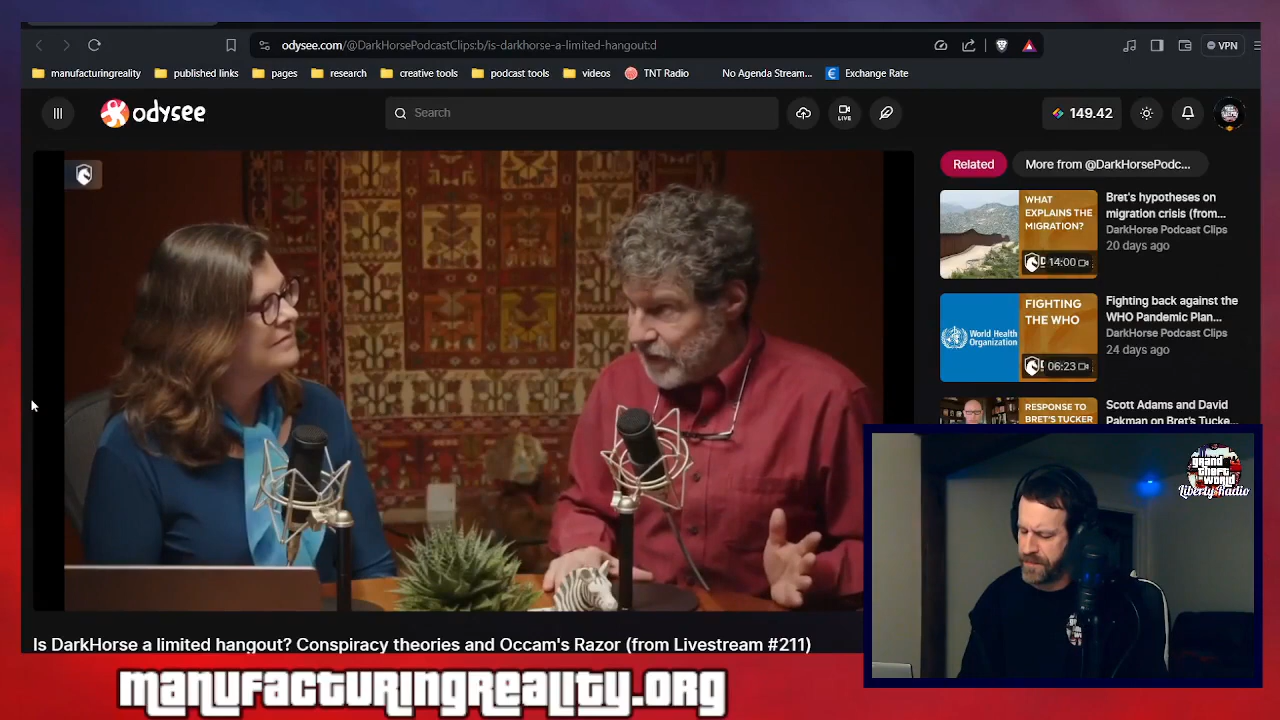 odysee.com/@DarkHorsePodcastClips:b/is-darkhorse-a-limited-hangout:d
VPN
manufacturingreality
published links
pages
research
creative tools
podcast tools
videos
TNT Radio
No Agenda Stream...
Exchange Rate
odysee
Search
LIVE
149.42
Related
More from @DarkHorsePodc...
WHAT
EXPLAINS THE
MIGRATION?
14:00
Bret's hypotheses on
migration crisis (from...
DarkHorse Podcast Clips
20 days ago
FIGHTING
THE WHO
World Health
Organization
06:23
Fighting back against the
WHO Pandemic Plan...
DarkHorse Podcast Clips
24 days ago
RESPONSE TO
BRET'S TUCKER
Scott Adams and David
Pakman on Bret's Tucke...
grand
theft
world
Liberty Radio
Is DarkHorse a limited hangout? Conspiracy theories and Occam's Razor (from Livestream #211)
manufacturingreality.org